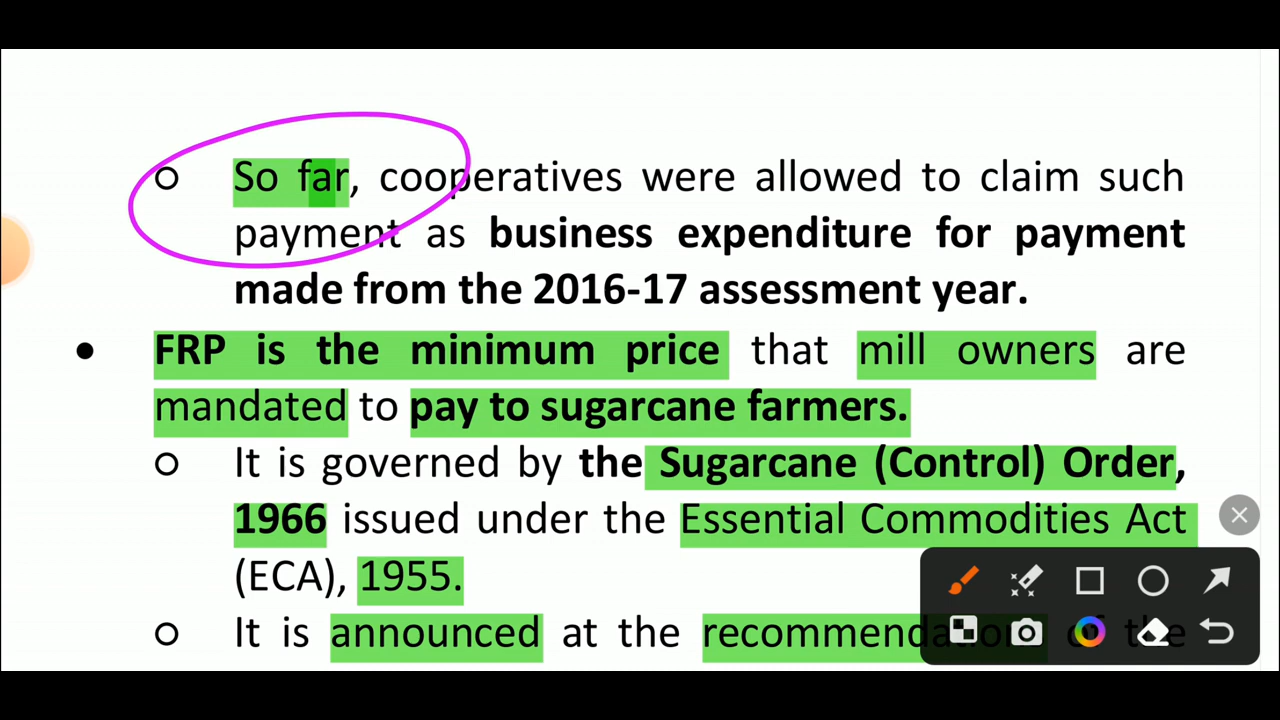 So far, cooperatives were allowed to claim such
payment as business expenditure for payment
made from the 2016-17 assessment year.
FRP is the minimum price that mill owners are
mandated to pay to sugarcane farmers.
It is governed by the Sugarcane (Control) Order,
1966 issued under the Essential Commodities Act
(ECA), 1955.
It is announced at the recommendations of the